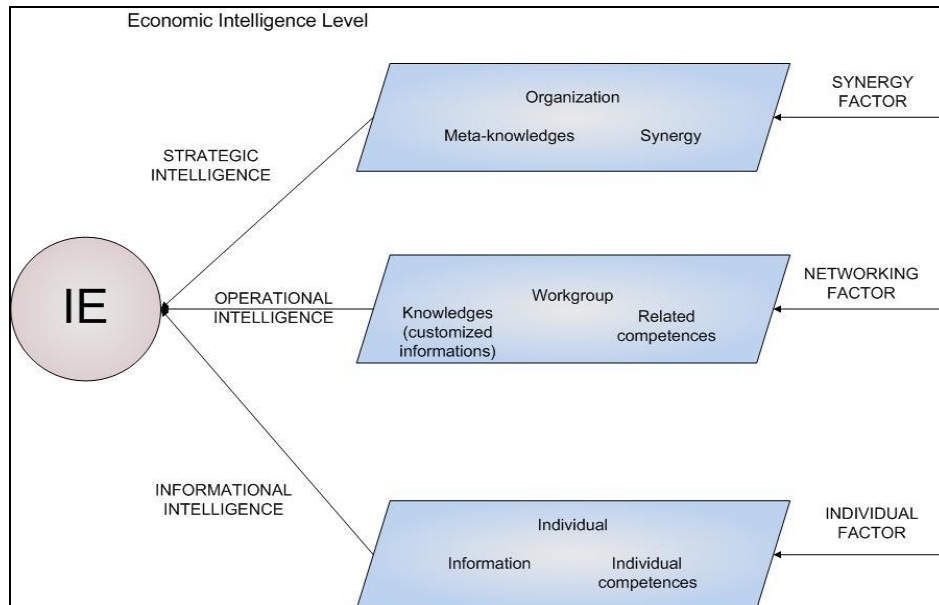 Economic Intelligence Level
Organization
Meta-knowledges Synergy
SYNERGY
FACTOR
STRATEGIC
INTELLIGENCE
IE
OPERATIONAL
INTELLIGENCE
Workgroup
Knowledges
(customized
informations)
Related
competences
NETWORKING
FACTOR
INFORMATIONAL
INTELLIGENCE
Individual
Information
Individual
competences
INDIVIDUAL
FACTOR